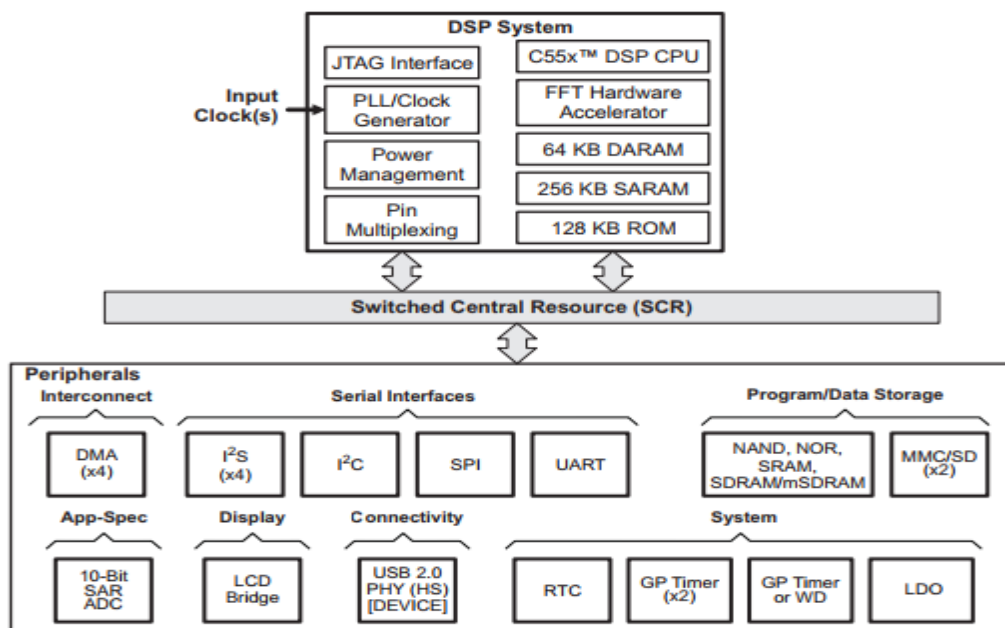 DSP System
JTAG Interface
C55x™ DSP CPU
Input
Clock(s)
PLL/Clock
Generator
FFT Hardware
Accelerator
Power
Management
64 KB DARAM
256 KB SARAM
Pin
Multiplexing
128 KB ROM
Switched Central Resource (SCR)
Peripherals
Interconnect
Serial Interfaces
Program/Data Storage
DMA
(x4)
I²S
(x4)
I²C
SPI
UART
NAND, NOR,
SRAM,
SDRAM/mSDRAM
MMC/SD
(x2)
App-Spec
Display
Connectivity
System
10-Bit
SAR
ADC
LCD
Bridge
USB 2.0
PHY (HS)
[DEVICE]
RTC
GP Timer
(x2)
GP Timer
or WD
LDO